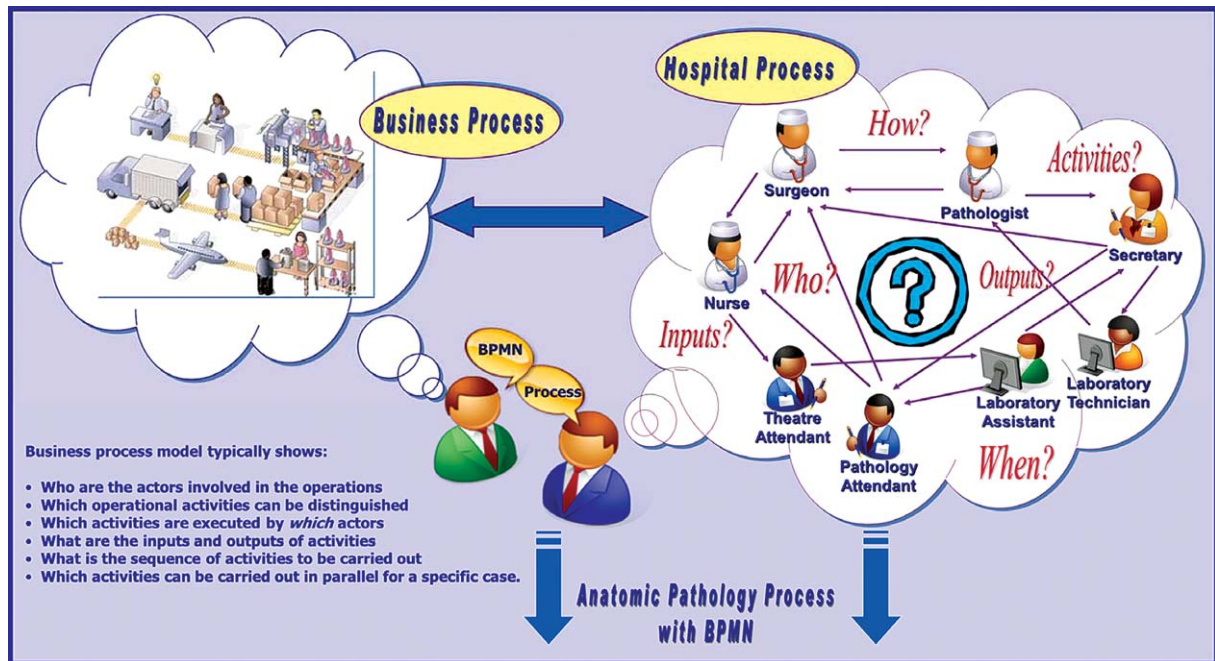 Business Process
Hospital Process
How?
Activities?
Surgeon
Pathologist
Secretary
Who?
Outputs?
Nurse
Inputs?
Theatre
Attendant
Laboratory
Assistant
Laboratory
Technician
Pathology
Attendant
When?
BPMN
Process
Business process model typically shows:
• Who are the actors involved in the operations
• Which operational activities can be distinguished
• Which activities are executed by which actors
• What are the inputs and outputs of activities
• What is the sequence of activities to be carried out
• Which activities can be carried out in parallel for a specific case.
Anatomic Pathology Process
with BPMN
?